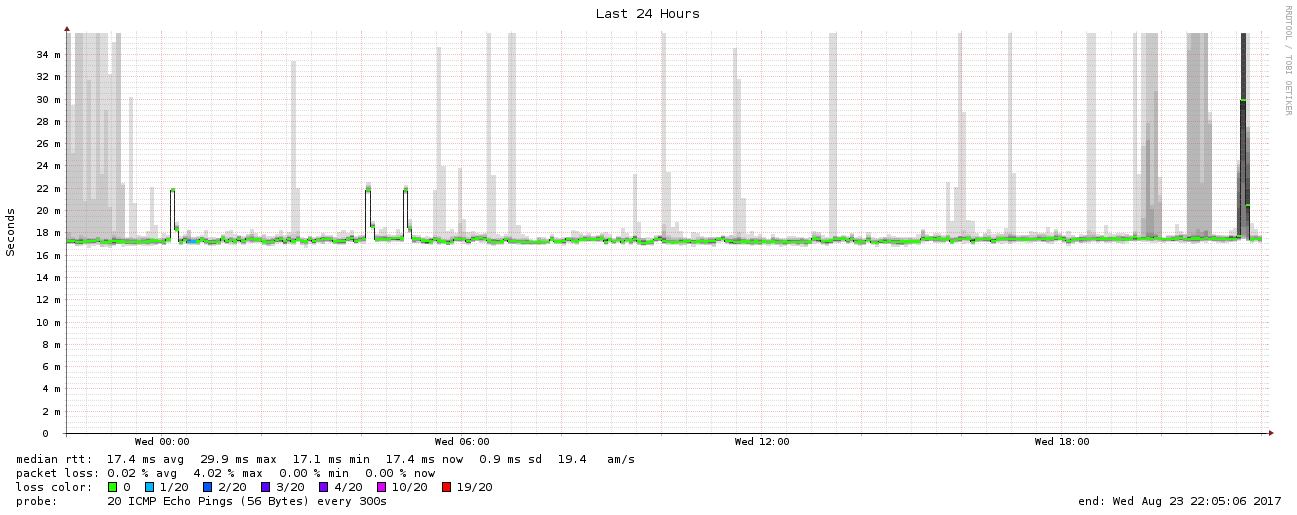 Last 24 Hours
RRDTOOL / TOBI OETIKER
Seconds
34 m
32 m
30 m
28 m
26 m
24 m
22 m
20 m
18 m
16 m
14 m
12 m
10 m
8 m
6 m
4 m
2 m
0
Wed 00:00 Wed 06:00 Wed 12:00 Wed 18:00
median rtt: 17.4 ms avg 29.9 ms max 17.1 ms min 17.4 ms now 0.9 ms sd 19.4 am/s
packet loss: 0.02 % avg 4.02 % max 0.00 % min 0.00 % now
loss color: 0 1/20 2/20 3/20 4/20 10/20 19/20
probe: 20 ICMP Echo Pings (56 Bytes) every 300s end: Wed Aug 23 22:05:06 2017